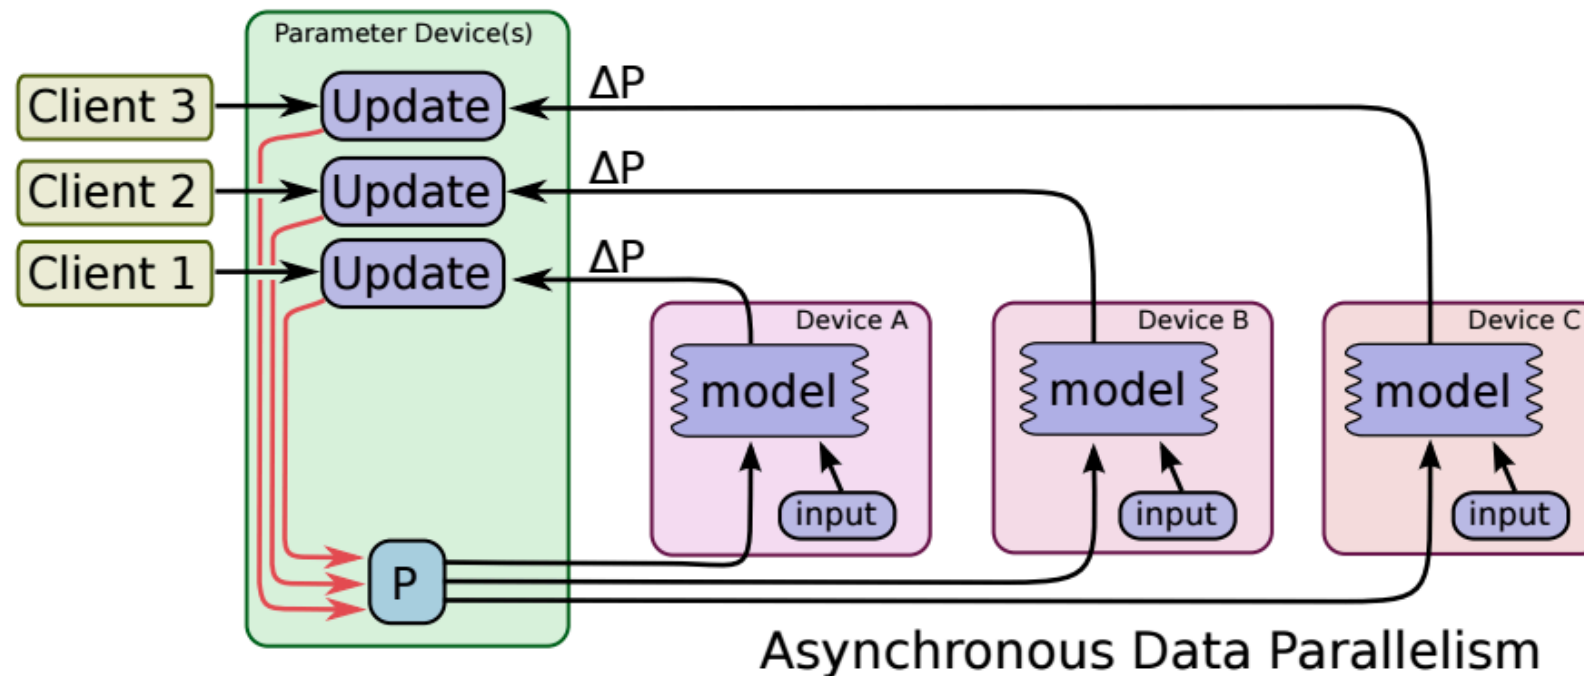 Parameter Device(s)
Client 3
Update
ΔP
Client 2
Update
ΔP
Client 1
Update
ΔP
Device A
Device B
Device C
model
model
model
input
input
input
P
Asynchronous Data Parallelism